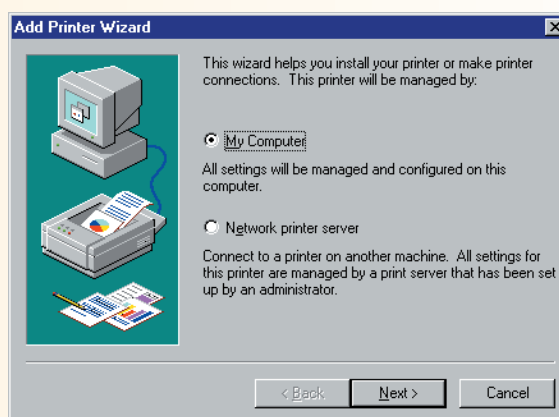 Add Printer Wizard
This wizard helps you install your printer or make printer
connections. This printer will be managed by:
My Computer
All settings will be managed and configured on this
computer.
Network printer server
Connect to a printer on another machine. All settings for
this printer are managed by a print server that has been set
up by an administrator.
< Back
Next >
Cancel